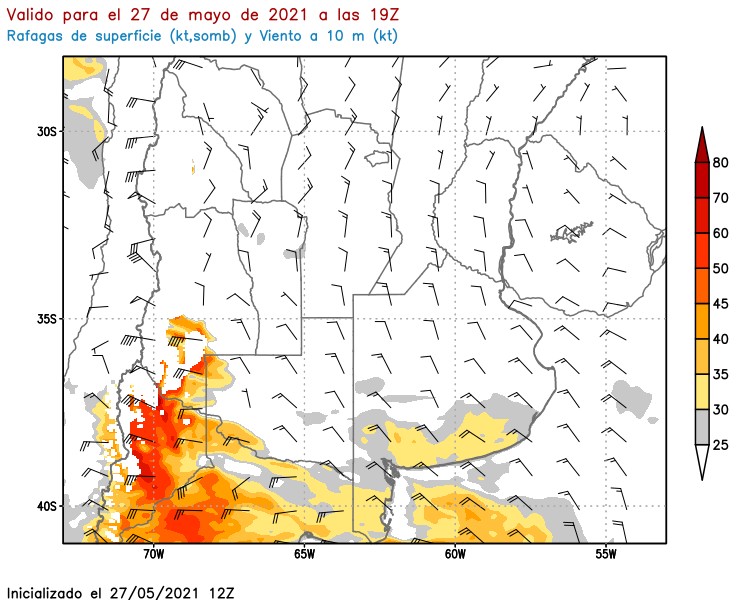 Valido para el 27 de mayo de 2021 a las 19Z
Rafagas de superficie (kt,somb) y Viento a 10 m (kt)
30S
35S
40S
70W
65W
60W
55W
80
70
60
50
45
40
35
30
25
Inicializado el 27/05/2021 12Z